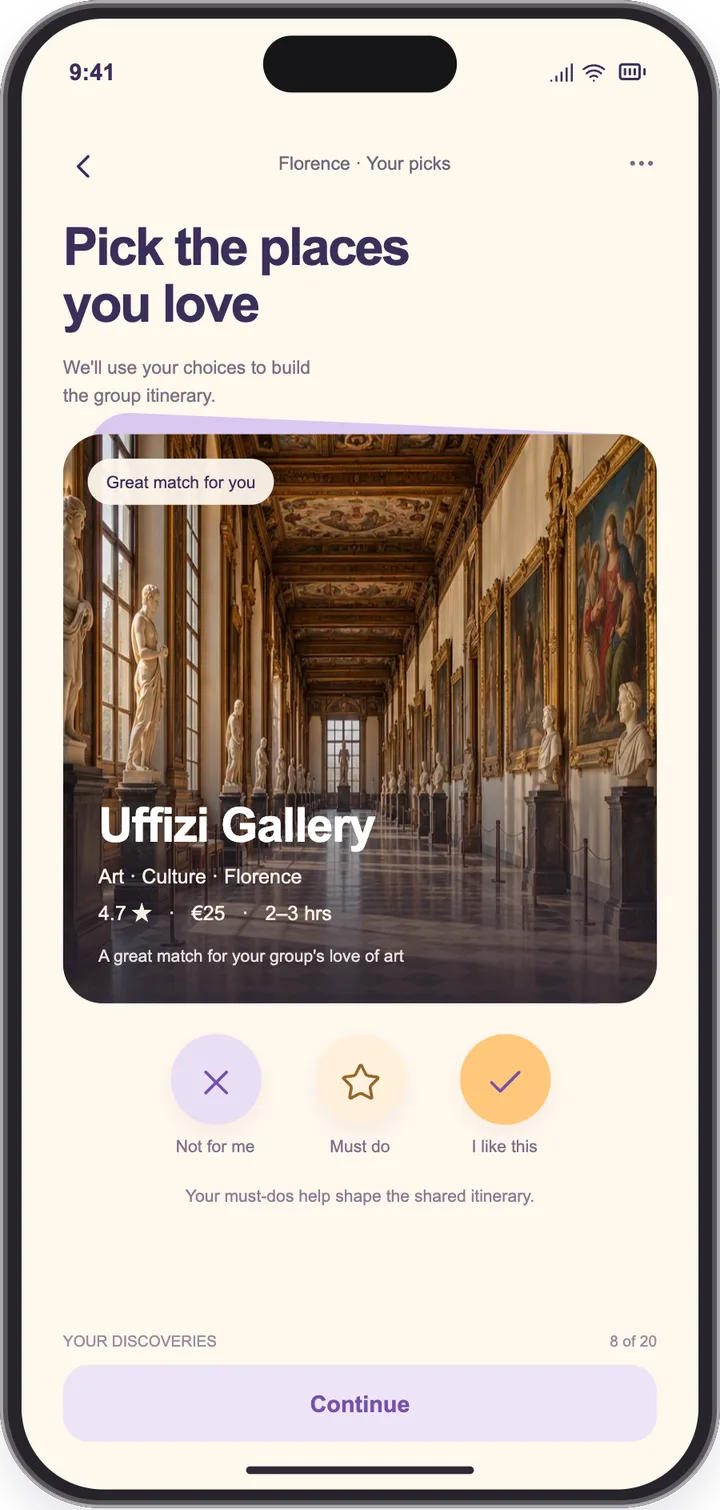 9:41
Florence · Your picks
Pick the places
you love
We'll use your choices to build
the group itinerary.
Great match for you
Uffizi Gallery
Art · Culture · Florence
4.7 ★ · €25 · 2–3 hrs
A great match for your group's love of art
Not for me
Must do
I like this
Your must-dos help shape the shared itinerary.
YOUR DISCOVERIES
8 of 20
Continue